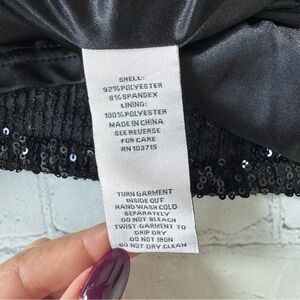 SHELL:
92%POLYESTER
8%SPANDEX
LINING:
100%POLYESTER
MADE IN CHINA
SEE REVERSE
FOR CARE
RN 103715
TURN GARMENT
INSIDE OUT
HAND WASH COLD
SEPARATELY
DO NOT BLEACH
TWIST GARMENT TO
DRIP DRY
DO NOT IRON
DO NOT DRY CLEAN